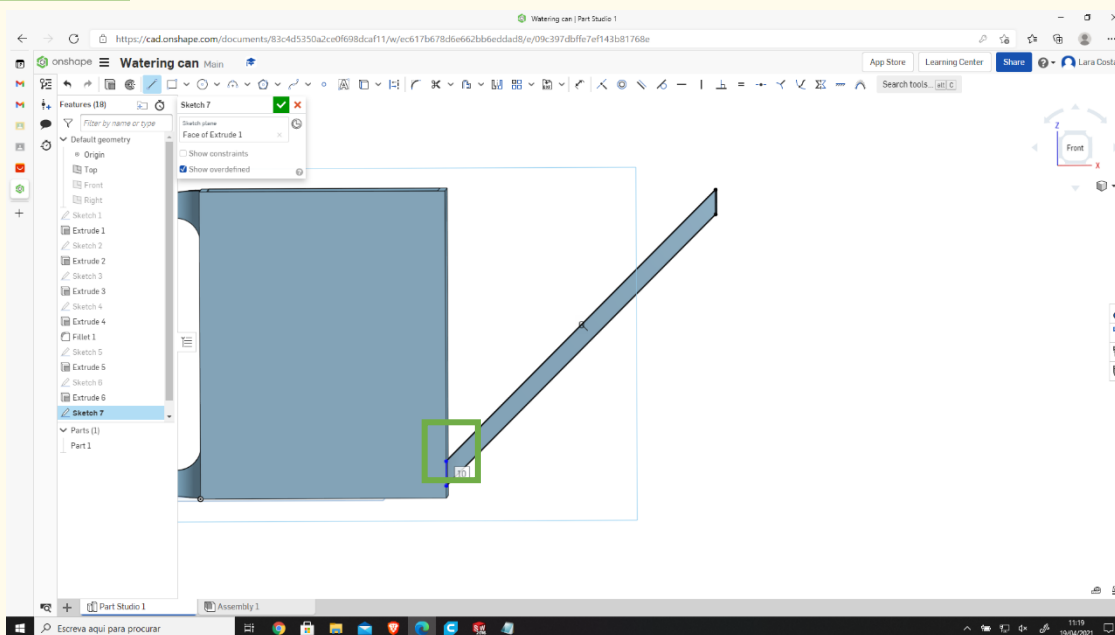 Watering can | Part Studio 1
https://cad.onshape.com/documents/83c4d5350a2ce0f698dcaf11/w/ec617b678d6e662bb6eddad8/e/09c397dbffe7ef143b81768e
onshape Watering can Main App Store Learning Center Share Lara Costa
Search tools... alt C
Features (18) Sketch 7
Filter by name or type Sketch plane
Default geometry Face of Extrude 1
Origin Show constraints
Top Show overdefined
Front
Right
Sketch 1
Extrude 1
Sketch 2
Extrude 2
Sketch 3
Extrude 3
Sketch 4
Extrude 4
Fillet 1
Sketch 5
Extrude 5
Sketch 8
Extrude 6
Sketch 7
Parts (1)
Part 1
Z
Front
X
Part Studio 1 Assembly 1
Escreva aqui para procurar
11:19
19/04/2021